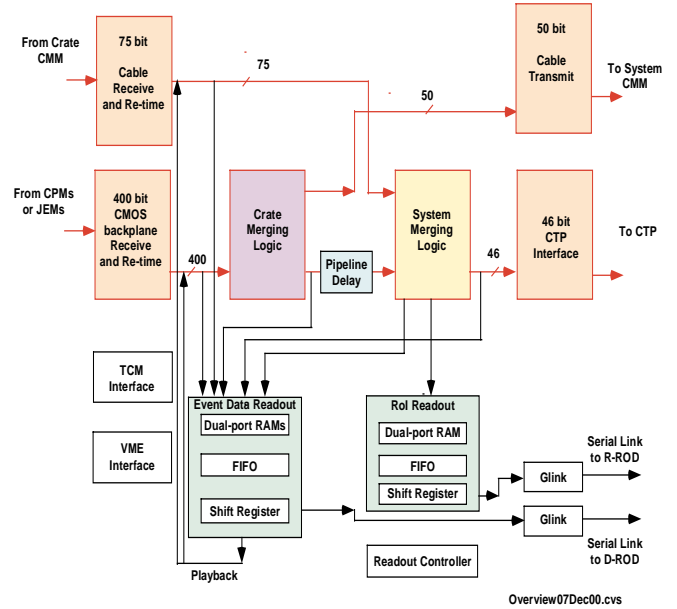 From Crate
CMM
75 bit
Cable
Receive
and Re-time
75
50
50 bit
Cable
Transmit
To System
CMM
From CPMs
or JEMs
400 bit
CMOS
backplane
Receive
and Re-time
400
Crate
Merging
Logic
Pipeline
Delay
System
Merging
Logic
46
46 bit
CTP
Interface
To CTP
TCM
Interface
VME
Interface
Event Data Readout
Dual-port RAMs
FIFO
Shift Register
RoI Readout
Dual-port RAM
FIFO
Shift Register
Glink
Serial Link
to R-ROD
Glink
Serial Link
to D-ROD
Readout Controller
Playback
Overview07Dec00.cvs